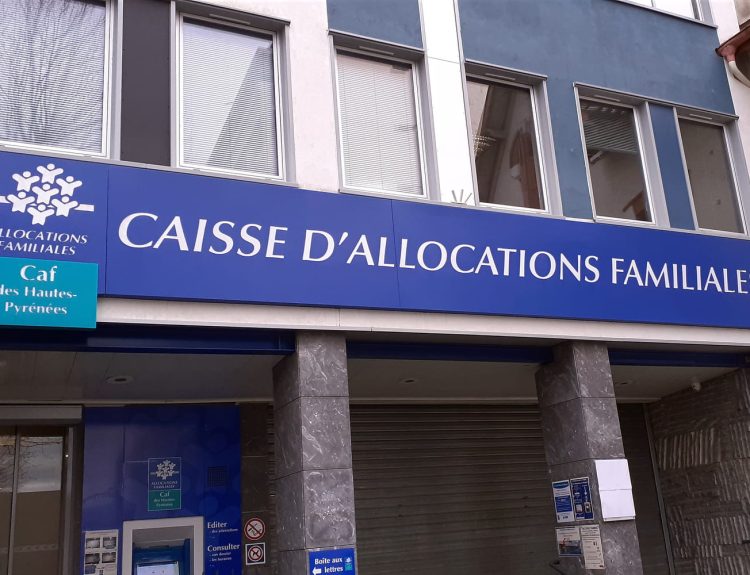 CAISSE D'ALLOCATIONS FAMILIALE
ALLOCATIONS
FAMILIALES
Caf
des Hautes-
Pyrénées
ALLOCATIONS
FAMILIALES
Caf
des Hautes-
Pyrénées
Editer
Consulter
Boîte aux
lettres